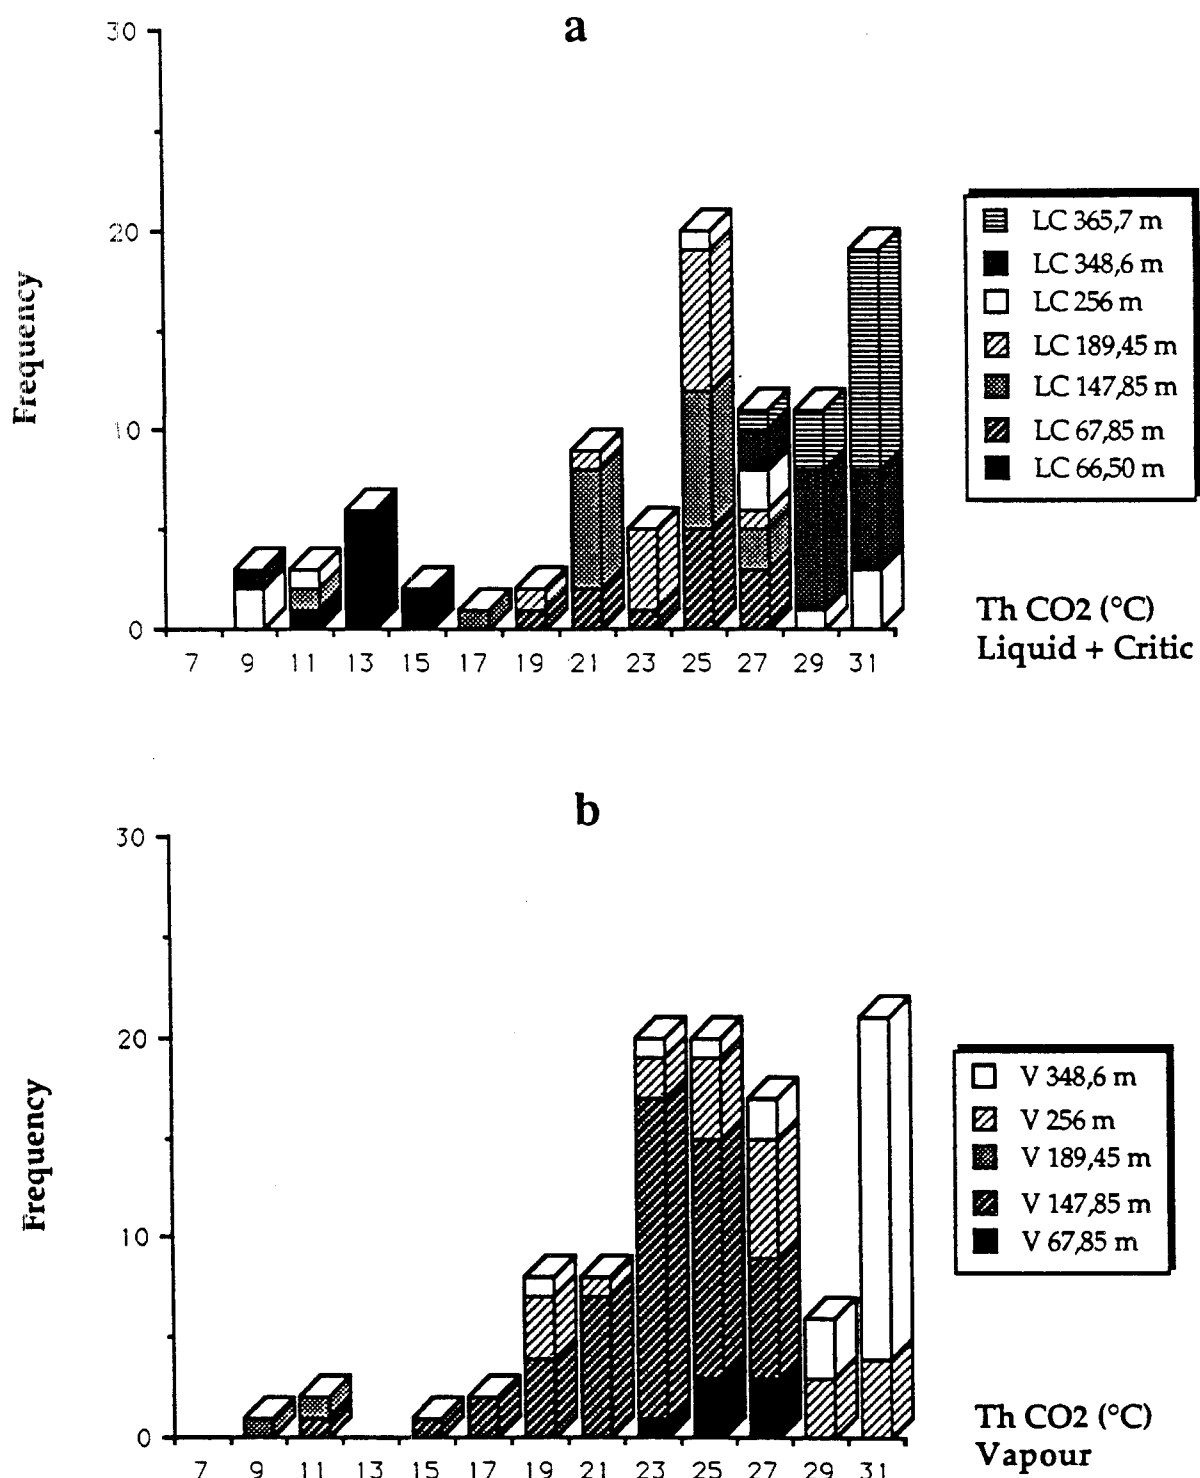 a
30
20
10
0
Frequency
7 9 11 13 15 17 19 21 23 25 27 29 31
LC 365,7 m
LC 348,6 m
LC 256 m
LC 189,45 m
LC 147,85 m
LC 67,85 m
LC 66,50 m
Th CO2 (°C)
Liquid + Critic
b
30
20
10
0
Frequency
7 9 11 13 15 17 19 21 23 25 27 29 31
V 348,6 m
V 256 m
V 189,45 m
V 147,85 m
V 67,85 m
Th CO2 (°C)
Vapour